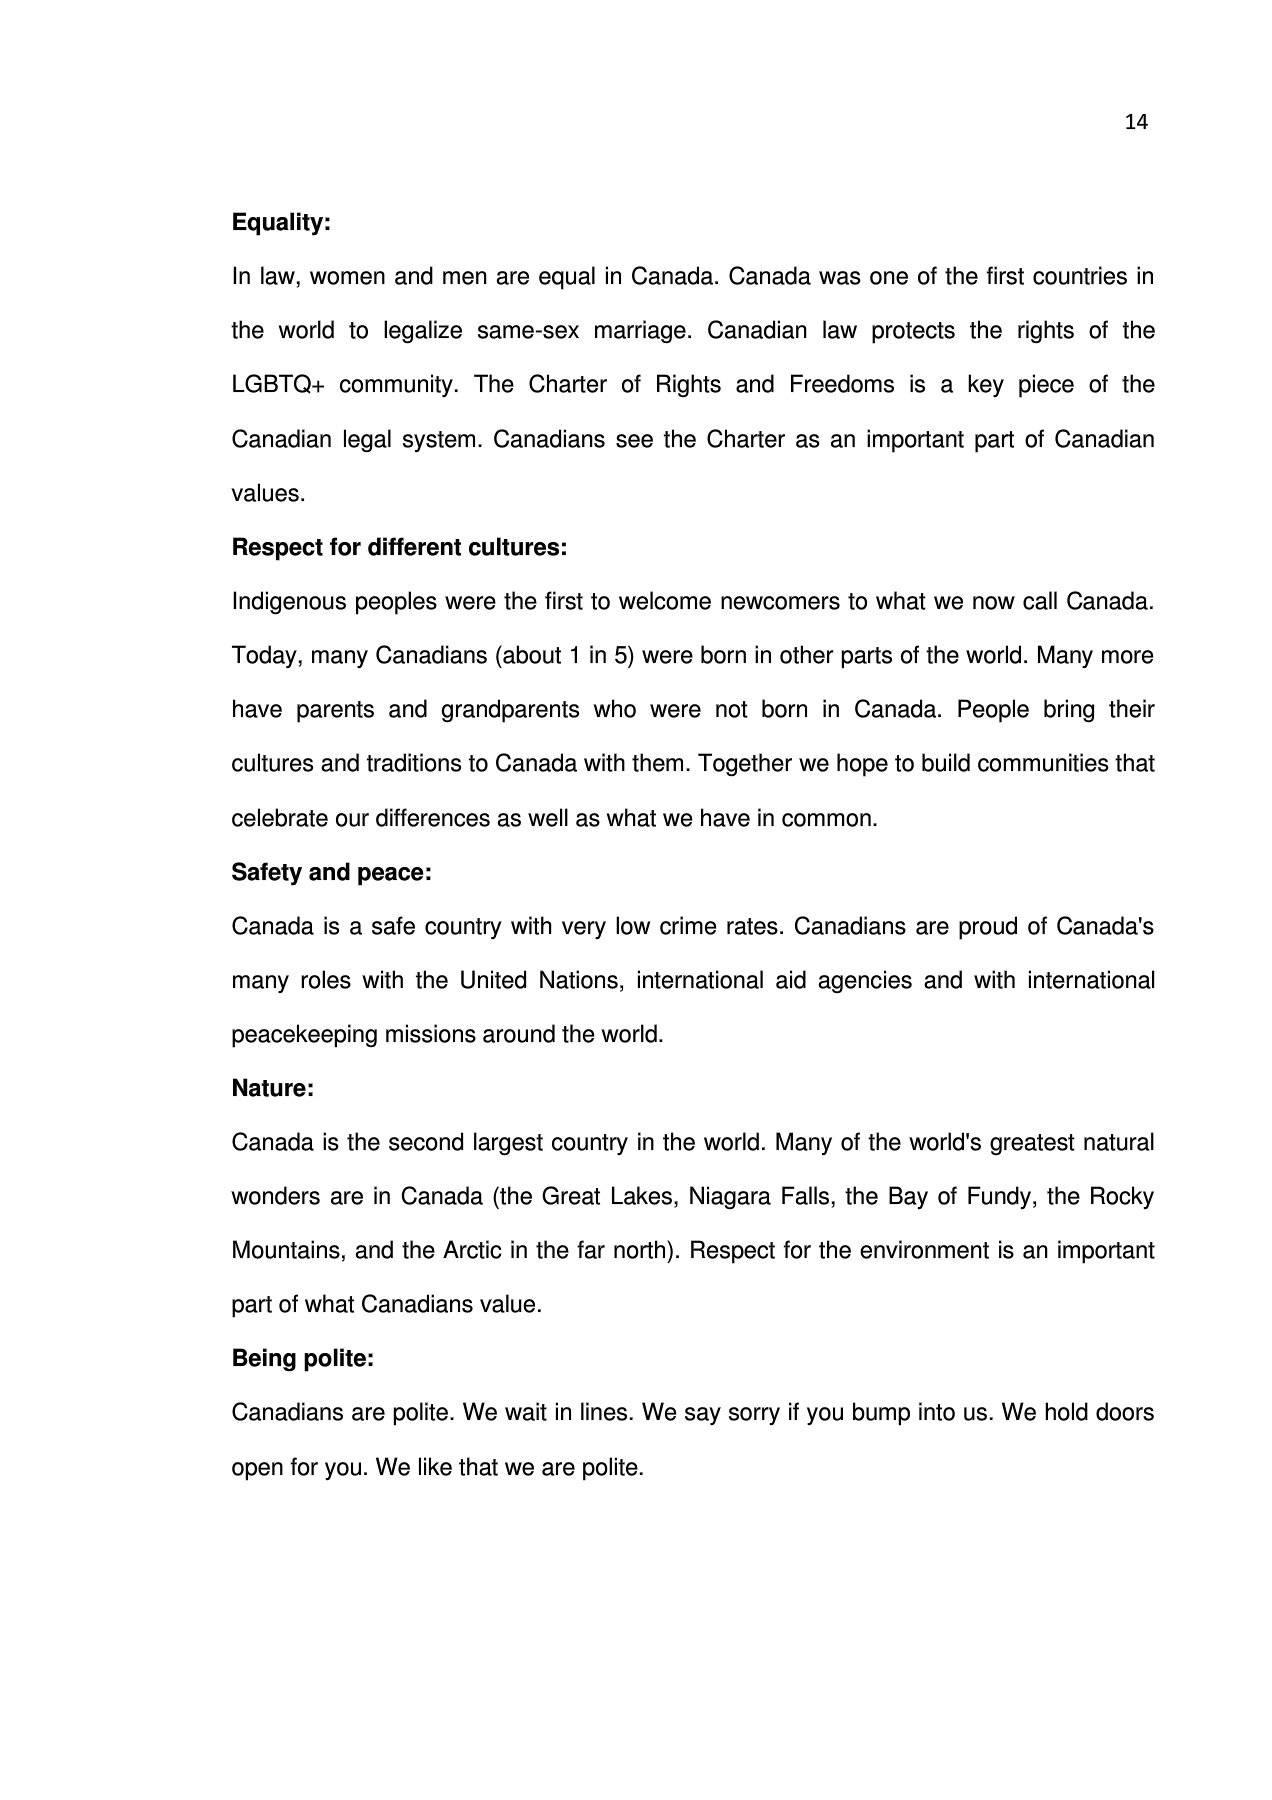 14
Equality:
In law, women and men are equal in Canada. Canada was one of the first countries in
the world to legalize same-sex marriage. Canadian law protects the rights of the
LGBTQ+ community. The Charter of Rights and Freedoms is a key piece of the
Canadian legal system. Canadians see the Charter as an important part of Canadian
values.
Respect for different cultures:
Indigenous peoples were the first to welcome newcomers to what we now call Canada.
Today, many Canadians (about 1 in 5) were born in other parts of the world. Many more
have parents and grandparents who were not born in Canada. People bring their
cultures and traditions to Canada with them. Together we hope to build communities that
celebrate our differences as well as what we have in common.
Safety and peace:
Canada is a safe country with very low crime rates. Canadians are proud of Canada's
many roles with the United Nations, international aid agencies and with international
peacekeeping missions around the world.
Nature:
Canada is the second largest country in the world. Many of the world's greatest natural
wonders are in Canada (the Great Lakes, Niagara Falls, the Bay of Fundy, the Rocky
Mountains, and the Arctic in the far north). Respect for the environment is an important
part of what Canadians value.
Being polite:
Canadians are polite. We wait in lines. We say sorry if you bump into us. We hold doors
open for you. We like that we are polite.